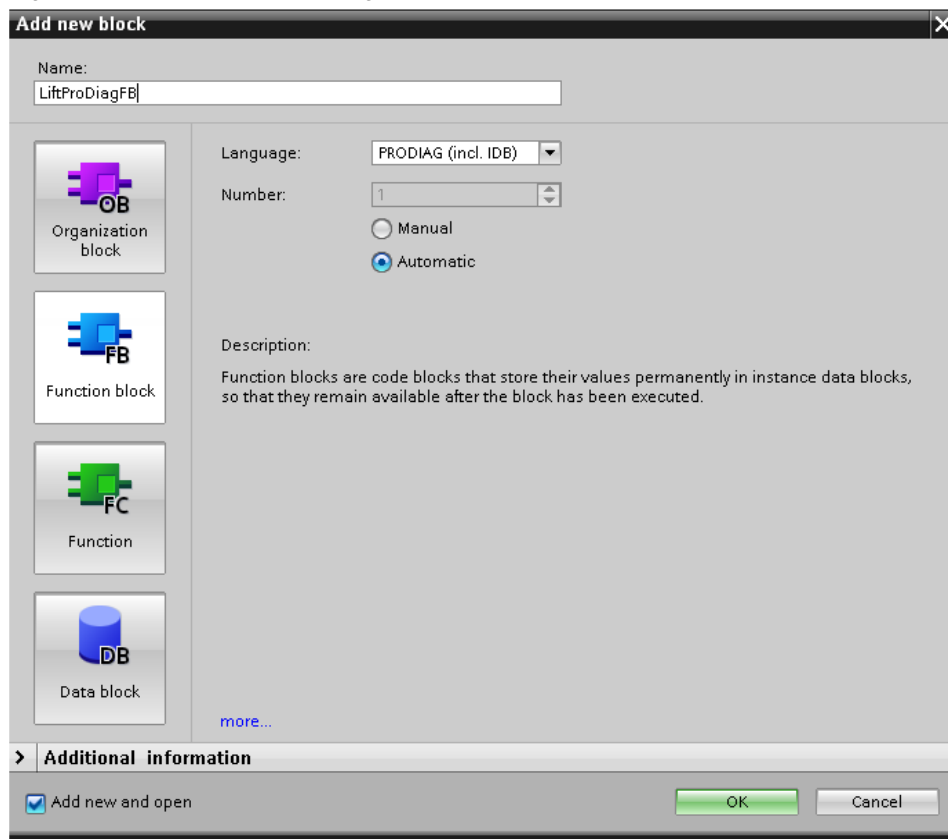 Add new block
Name:
LiftProDiagFB
OB
Organization
block
FB
Function block
FC
Function
DB
Data block
Language:
PRODIAG (incl. IDB)
Number:
1
Manual
Automatic
Description:
Function blocks are code blocks that store their values permanently in instance data blocks,
so that they remain available after the block has been executed.
more...
Additional information
Add new and open
OK
Cancel